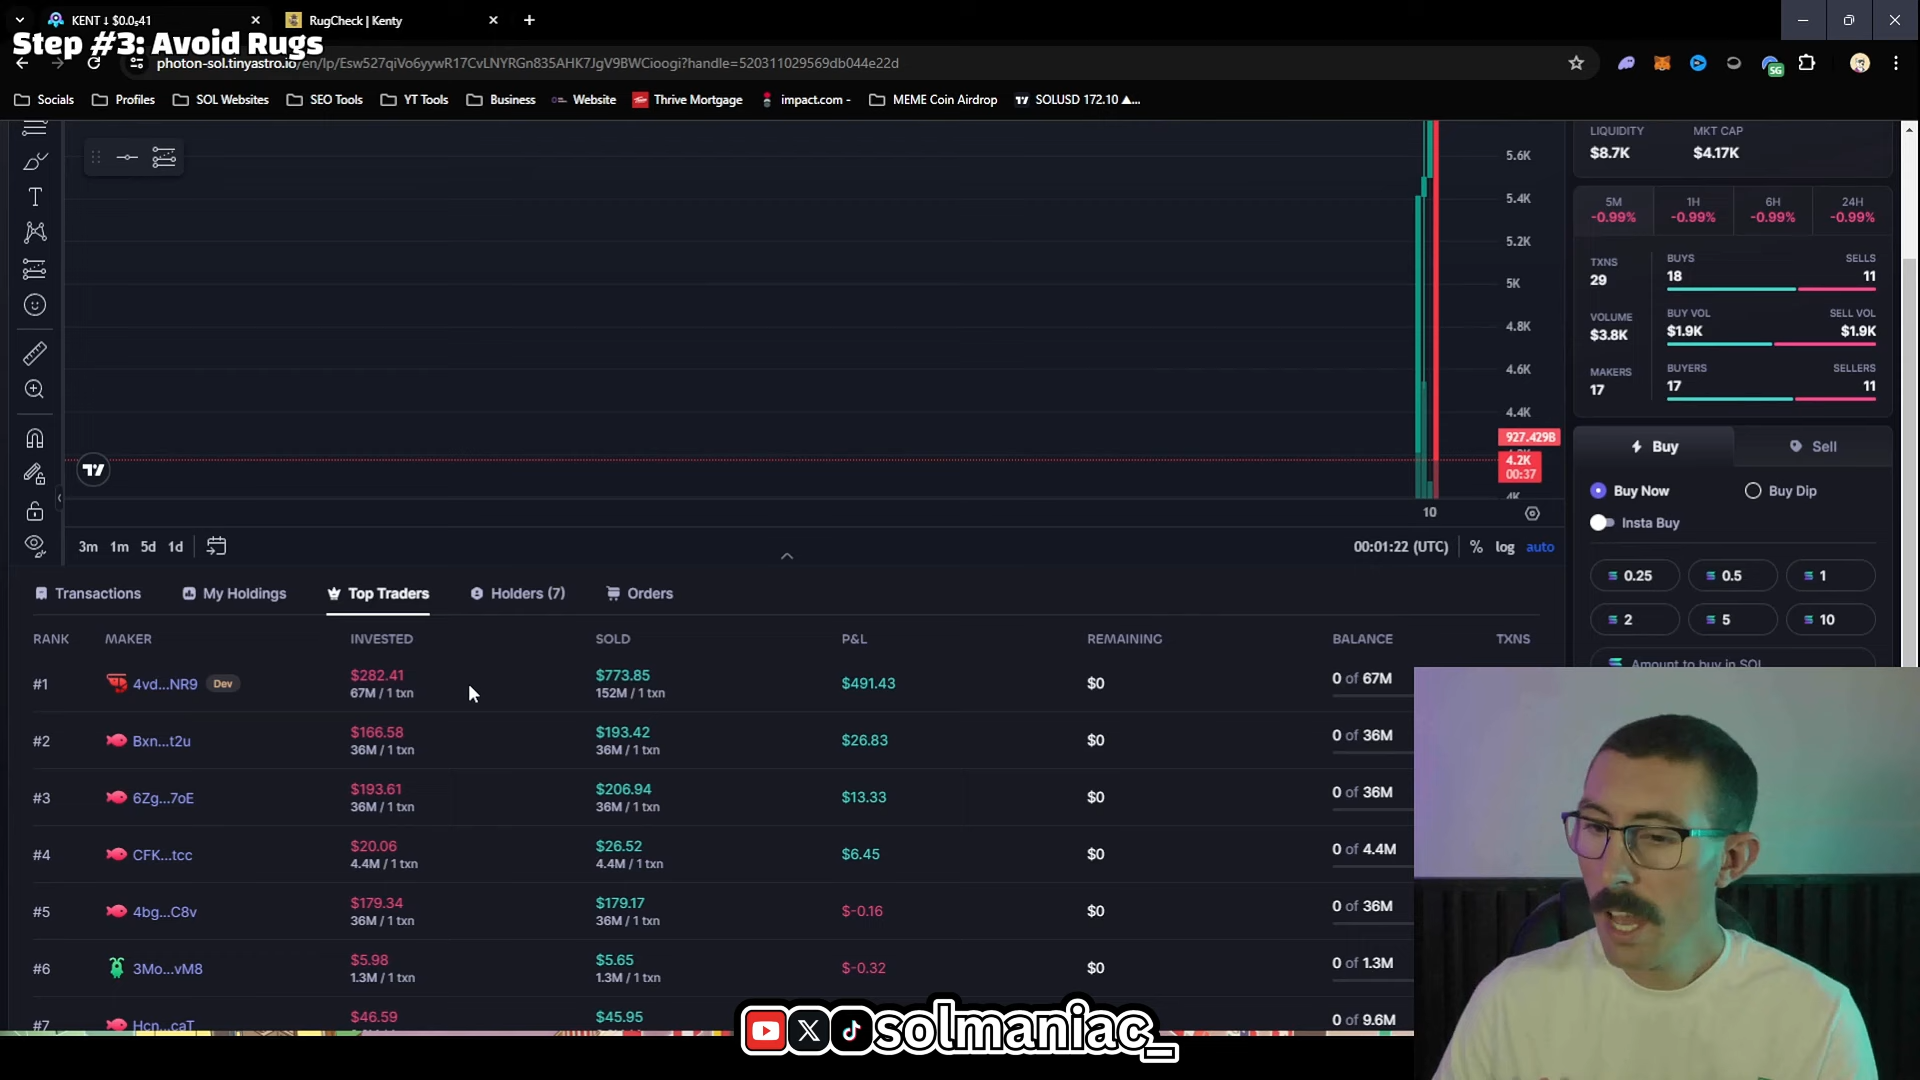 KENT ↓ $0.0₅41
RugCheck | Kenty
Step #3: Avoid Rugs
photon-sol.tinyastro.io/en/lp/Esw527qiVo6yywR17CvLNYRGn835AHK7JgV9BWCioogi?handle=520311029569db044e22d
SG
Socials Profiles SOL Websites SEO Tools YT Tools Business Website Thrive Mortgage impact.com - MEME Coin Airdrop SOLUSD 172.10 ▲...
LIQUIDITY MKT CAP
$8.7K $4.17K
5.6K
5.4K
5.2K
5K
4.8K
4.6K
4.4K
927.429B
4.2K
00:37
4K
10
5M 1H 6H 24H
-0.99% -0.99% -0.99% -0.99%
TXNS BUYS SELLS
29 18 11
VOLUME BUY VOL SELL VOL
$3.8K $1.9K $1.9K
MAKERS BUYERS SELLERS
17 17 11
Buy Sell
Buy Now Buy Dip
Insta Buy
0.25 0.5 1
2 5 10
Amount to buy in SOL
3m 1m 5d 1d
00:01:22 (UTC) % log auto
Transactions My Holdings Top Traders Holders (7) Orders
RANK MAKER INVESTED SOLD P&L REMAINING BALANCE TXNS
#1 4vd...NR9 Dev $282.41 67M / 1 txn $773.85 152M / 1 txn $491.43 $0 0 of 67M
#2 Bxn...t2u $166.58 36M / 1 txn $193.42 36M / 1 txn $26.83 $0 0 of 36M
#3 6Zg...7oE $193.61 36M / 1 txn $206.94 36M / 1 txn $13.33 $0 0 of 36M
#4 CFK...tcc $20.06 4.4M / 1 txn $26.52 4.4M / 1 txn $6.45 $0 0 of 4.4M
#5 4bg...C8v $179.34 36M / 1 txn $179.17 36M / 1 txn $-0.16 $0 0 of 36M
#6 3Mo...vM8 $5.98 1.3M / 1 txn $5.65 1.3M / 1 txn $-0.32 $0 0 of 1.3M
#7 Hcn...caT $46.59 $45.95 0 of 9.6M
solmaniac_